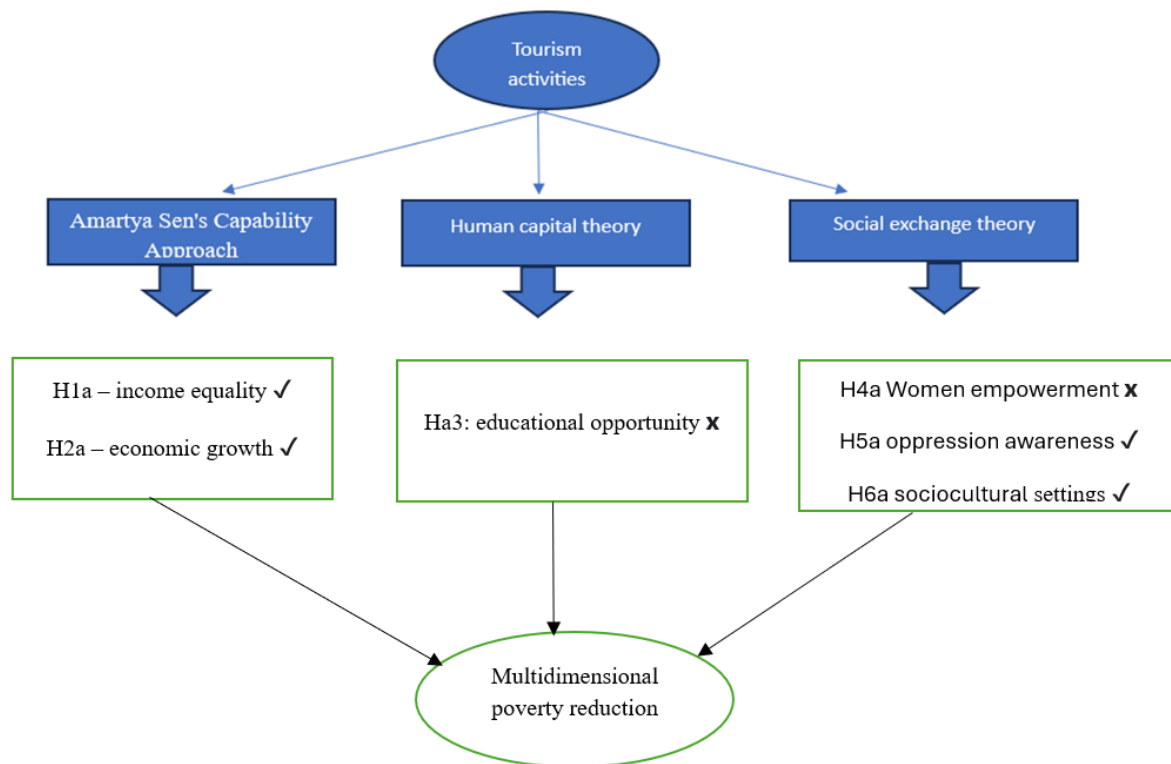 Tourism
activities
Amartya Sen's Capability
Approach
Human capital theory
Social exchange theory
H1a – income equality ✓
H2a – economic growth ✓
Ha3: educational opportunity x
H4a Women empowerment x
H5a oppression awareness ✓
H6a sociocultural settings ✓
Multidimensional
poverty reduction